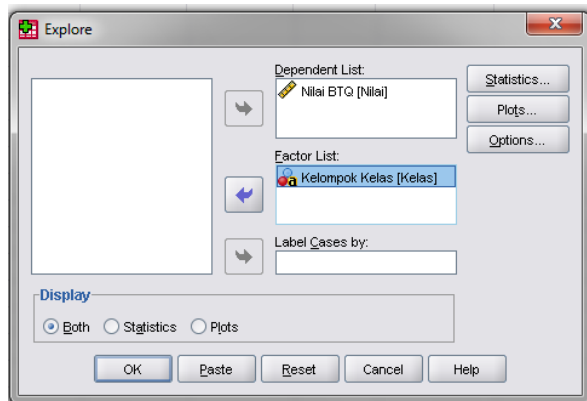 Explore
Dependent List:
Nilai BTQ [Nilai]
Statistics...
Plots...
Options...
Factor List:
a Kelompok Kelas [Kelas]
Label Cases by:
Display
Both Statistics Plots
OK Paste Reset Cancel Help